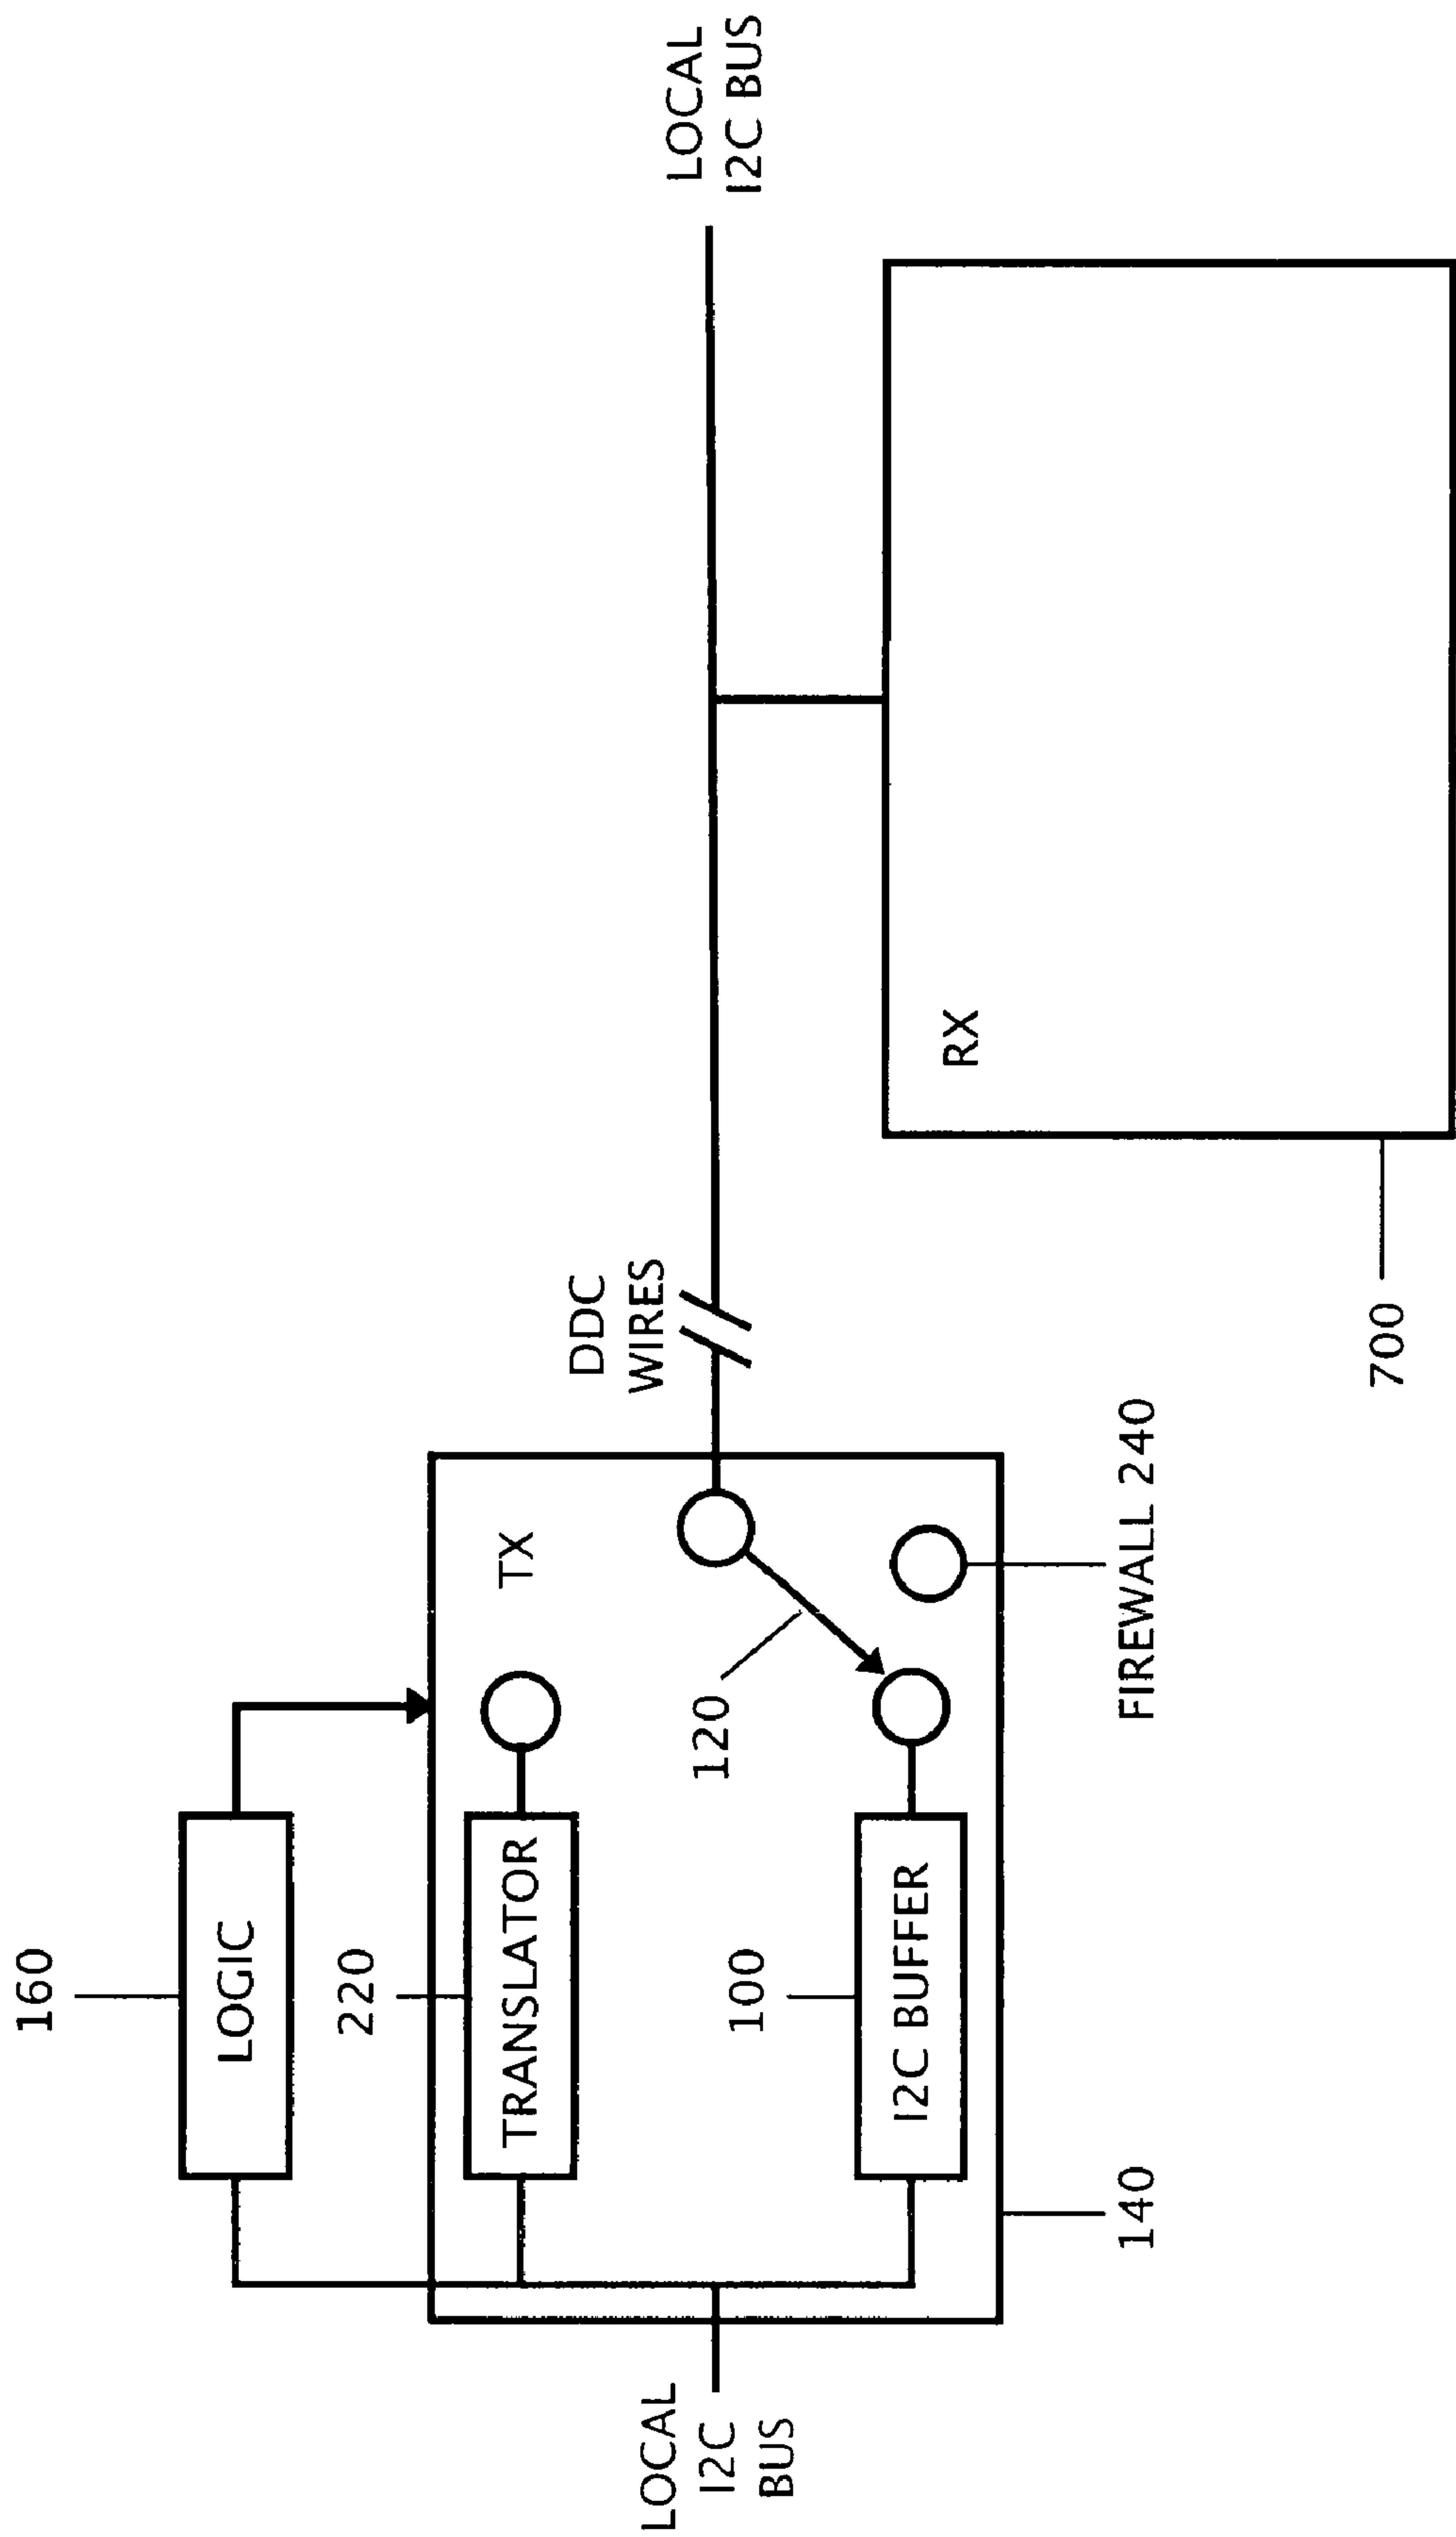 160
LOGIC
220
TRANSLATOR
TX
100
I2C BUFFER
120
140
FIREWALL 240
LOCAL
I2C
BUS
DDC
WIRES
LOCAL
I2C BUS
RX
700